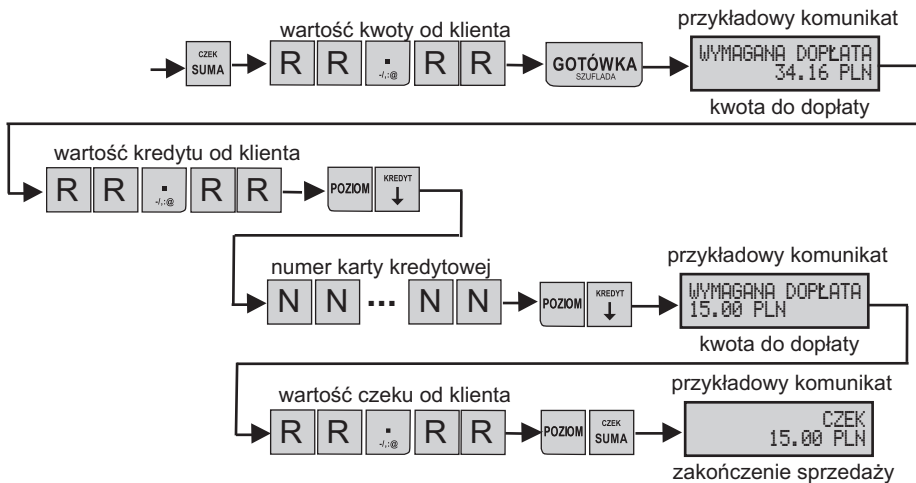 wartość kwoty od klienta
przykładowy komunikat
CZEK
SUMA
R R . R R
-/,:@
GOTÓWKA
SZUFLADA
WYMAGANA DOPŁATA
34.16 PLN
kwota do dopłaty
wartość kredytu od klienta
R R . R R
-/,:@
POZIOM
KREDYT
↓
numer karty kredytowej
przykładowy komunikat
N N ... N N
POZIOM
KREDYT
↓
WYMAGANA DOPŁATA
15.00 PLN
kwota do dopłaty
wartość czeku od klienta
przykładowy komunikat
R R . R R
-/,:@
POZIOM
CZEK
SUMA
CZEK
15.00 PLN
zakończenie sprzedaży